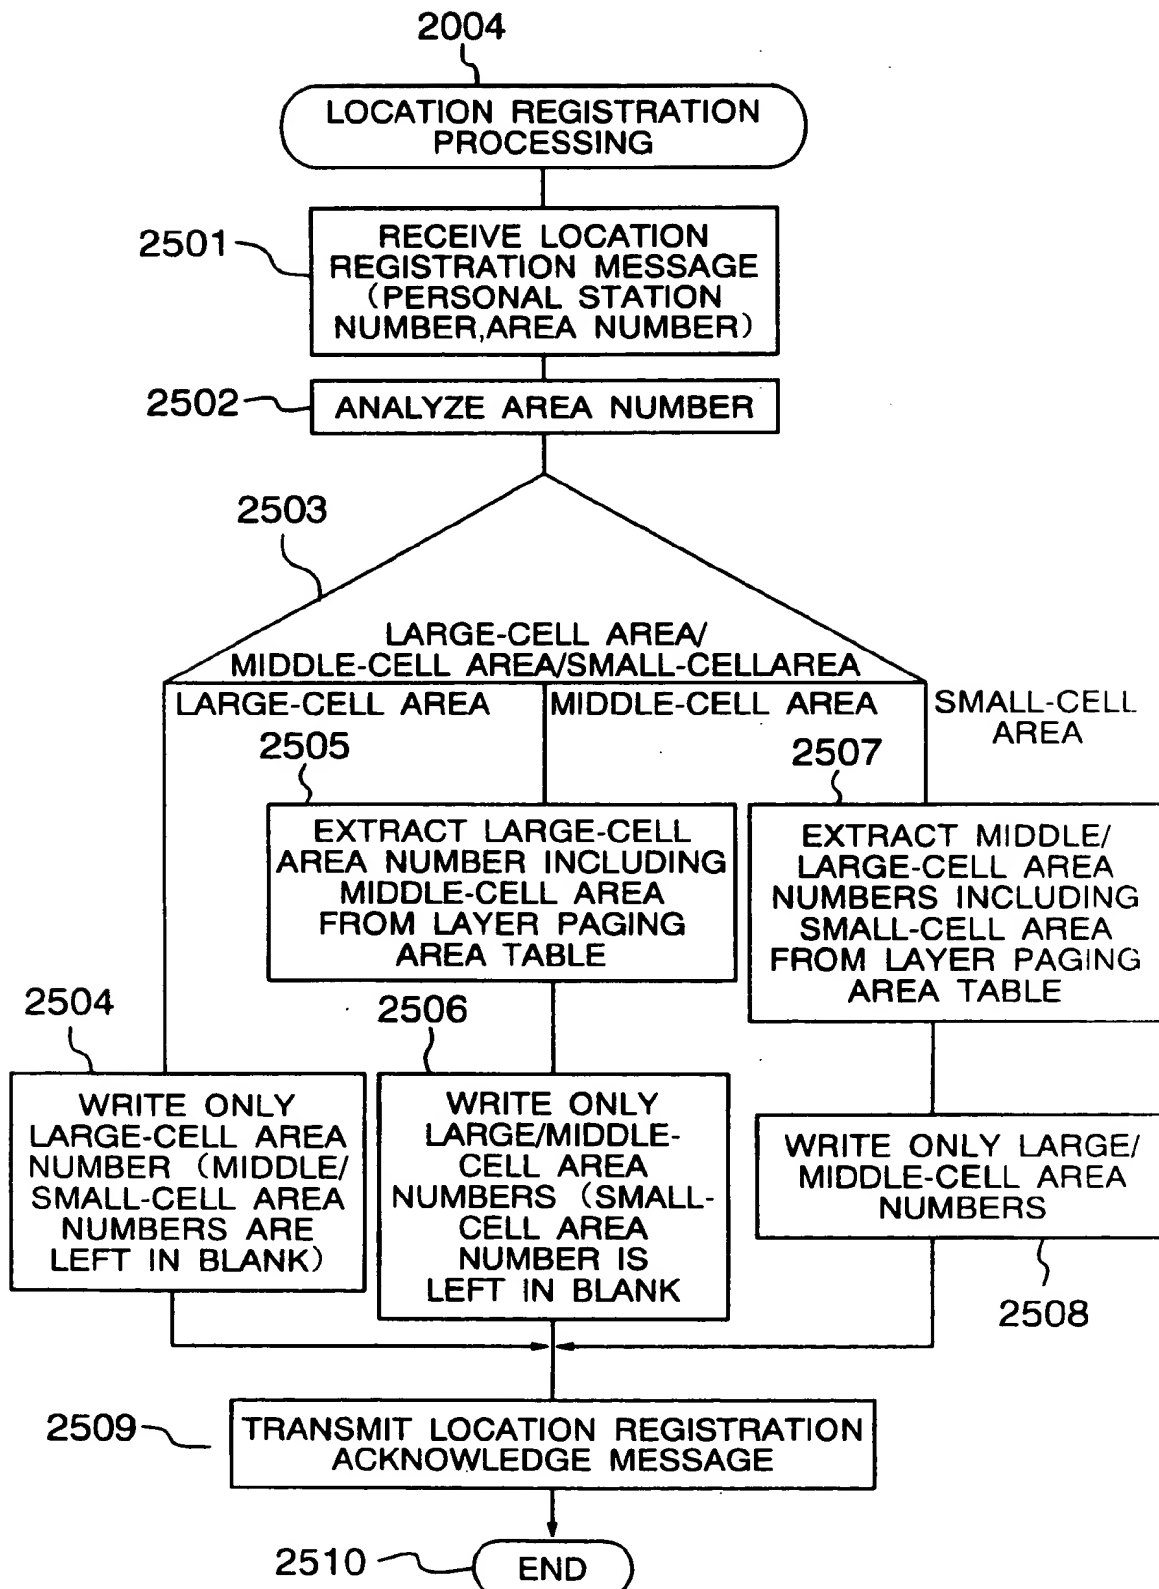 2004
LOCATION REGISTRATION
PROCESSING
2501
RECEIVE LOCATION
REGISTRATION MESSAGE
(PERSONAL STATION
NUMBER,AREA NUMBER)
2502
ANALYZE AREA NUMBER
2503
LARGE-CELL AREA/
MIDDLE-CELL AREA/SMALL-CELLAREA
LARGE-CELL AREA
MIDDLE-CELL AREA
SMALL-CELL
AREA
2505
EXTRACT LARGE-CELL
AREA NUMBER INCLUDING
MIDDLE-CELL AREA
FROM LAYER PAGING
AREA TABLE
2507
EXTRACT MIDDLE/
LARGE-CELL AREA
NUMBERS INCLUDING
SMALL-CELL AREA
FROM LAYER PAGING
AREA TABLE
2504
WRITE ONLY
LARGE-CELL AREA
NUMBER (MIDDLE/
SMALL-CELL AREA
NUMBERS ARE
LEFT IN BLANK)
2506
WRITE ONLY
LARGE/MIDDLE-
CELL AREA
NUMBERS (SMALL-
CELL AREA
NUMBER IS
LEFT IN BLANK
WRITE ONLY LARGE/
MIDDLE-CELL AREA
NUMBERS
2508
2509
TRANSMIT LOCATION REGISTRATION
ACKNOWLEDGE MESSAGE
2510
END